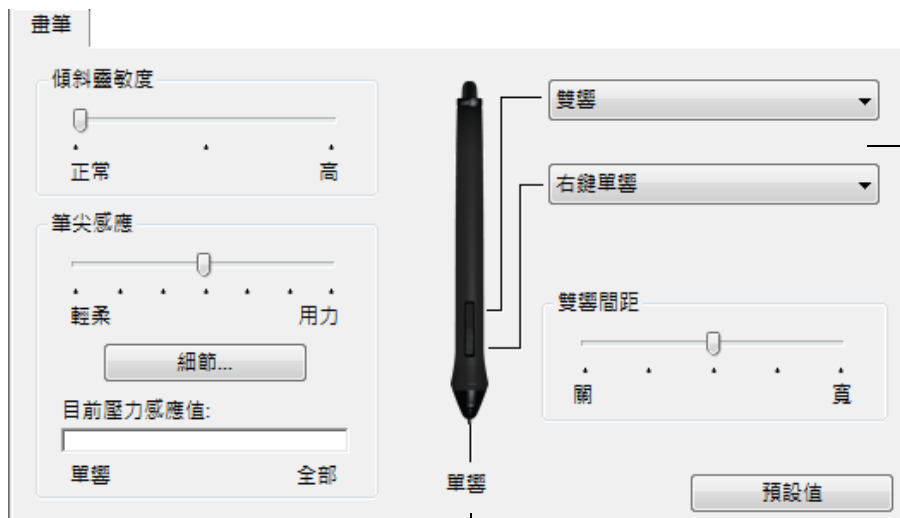 畫筆
傾斜靈敏度
正常 高
筆尖感應
輕柔 用力
細節...
目前壓力感應值:
單響 全部
雙響
右鍵單響
雙響間距
關 寬
單響
預設值